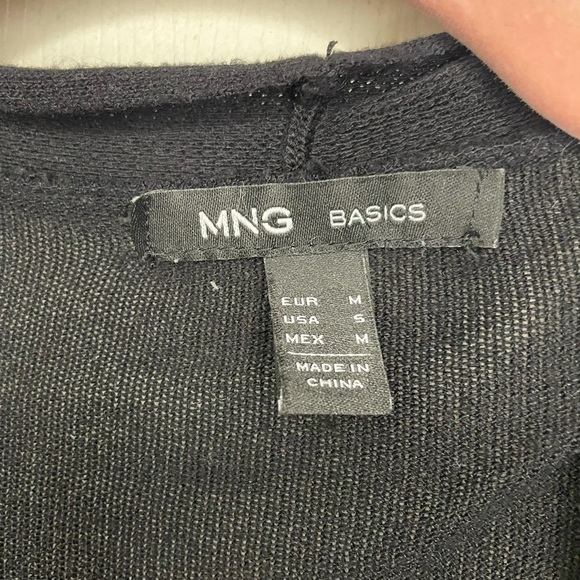 MNG BASICS
EUR M
USA S
MEX M
MADE IN
CHINA